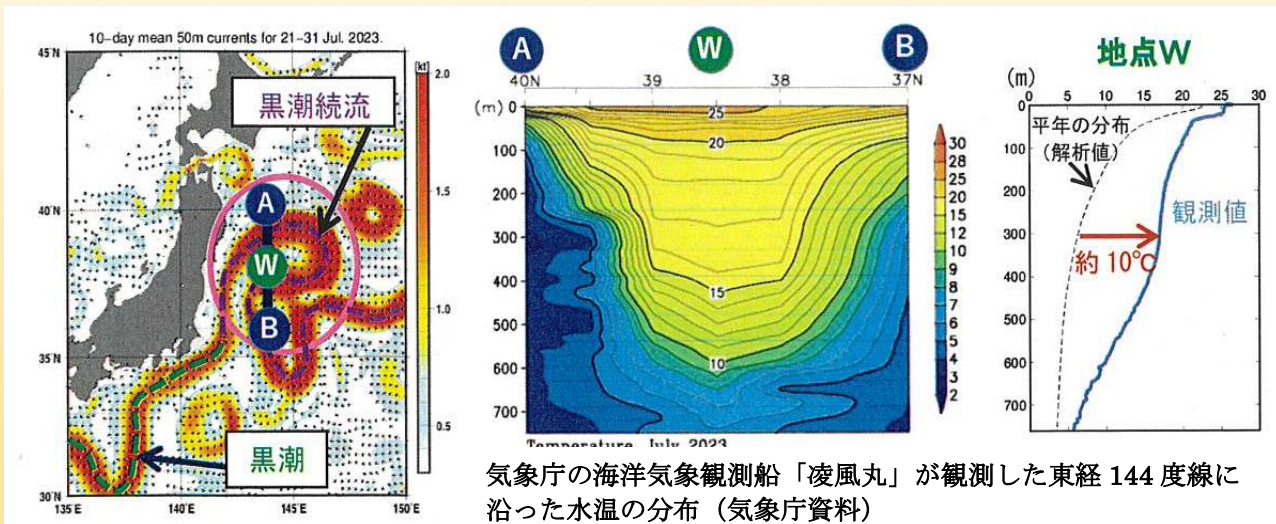 10-day mean 50m currents for 21-31 Jul. 2023.
45°N
40°N
35°N
30°N
135°E
140°E
145°E
150°E
[kt]
2.0
1.5
1.0
0.5
黒潮続流
A
W
B
黒潮
A
W
B
40N
39
38
37N
(m)
0
100
200
300
400
500
600
700
25
20
15
10
30
28
25
20
15
12
10
9
8
7
6
5
4
3
2
Temperature July 2023
地点W
(m)
0
5
10
15
20
25
30
0
100
200
300
400
500
600
700
平年の分布
(解析値)
観測値
約10℃
気象庁の海洋気象観測船「凌風丸」が観測した東経 144 度線に
沿った水温の分布(気象庁資料)